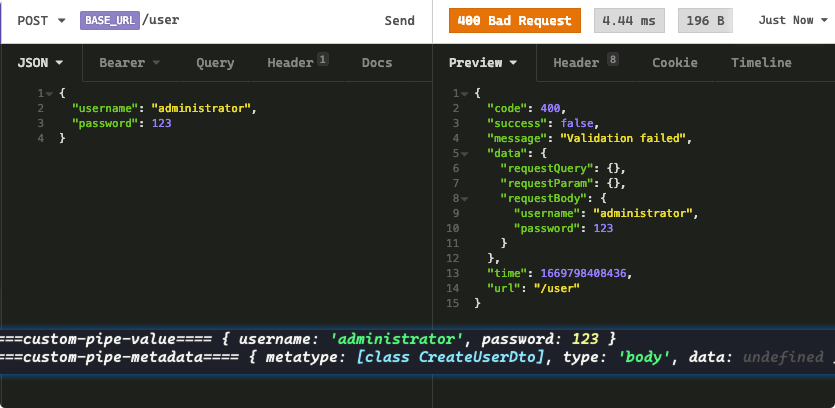 POST ▼ BASE_URL /user Send
400 Bad Request 4.44 ms 196 B Just Now ▼
JSON ▼ Bearer ▼ Query Header 1 Docs
Preview ▼ Header 8 Cookie Timeline
1 {
2 "username": "administrator",
3 "password": 123
4 }
1 {
2 "code": 400,
3 "success": false,
4 "message": "Validation failed",
5 "data": {
6 "requestQuery": {},
7 "requestParam": {},
8 "requestBody": {
9 "username": "administrator",
10 "password": 123
11 }
12 },
13 "time": 1669798408436,
14 "url": "/user"
15 }
===custom-pipe-value==== { username: 'administrator', password: 123 }
===custom-pipe-metadata==== { metatype: [class CreateUserDto], type: 'body', data: undefined }